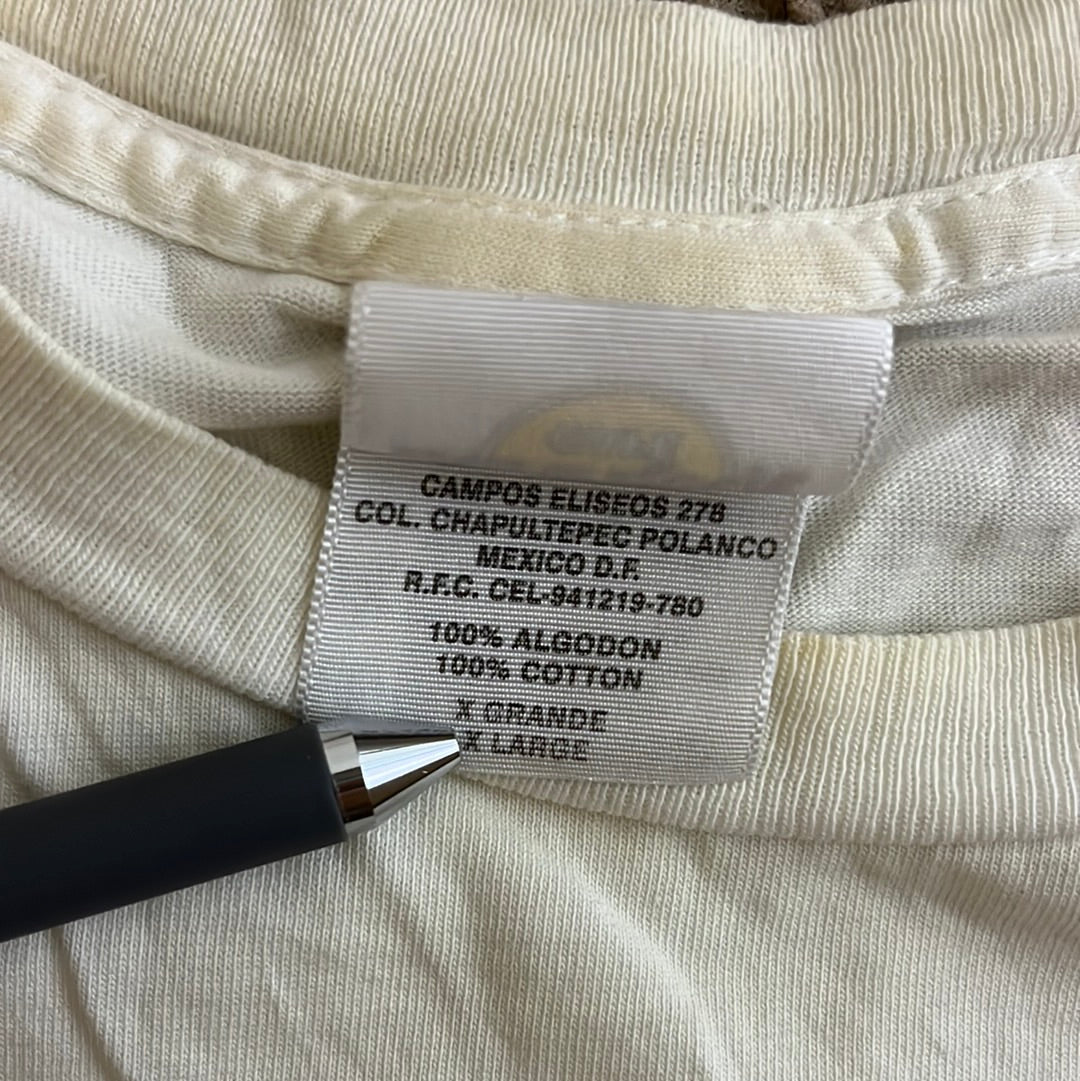 CAMPOS ELISEOS 278
COL. CHAPULTEPEC POLANCO
MEXICO D.F.
R.F.C. CEL-941219-780
100% ALGODON
100% COTTON
X GRANDE
X LARGE